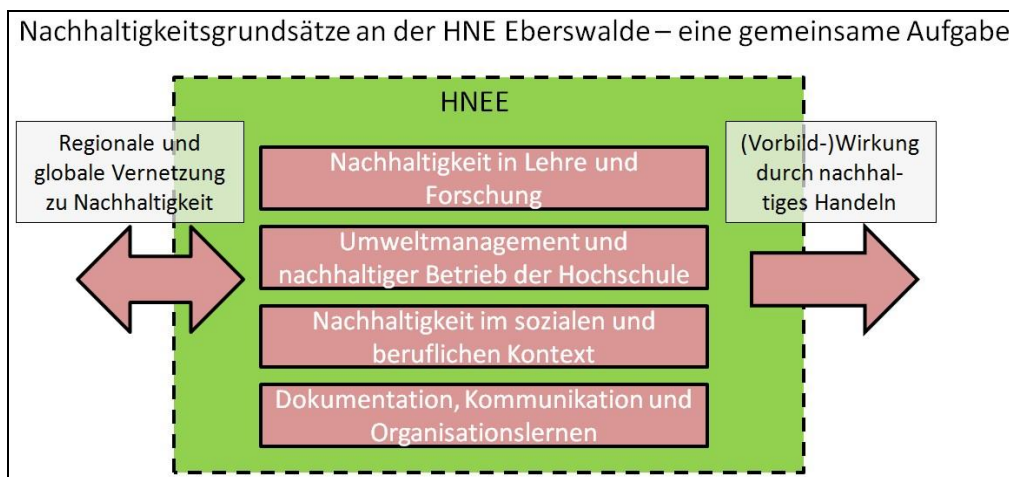 Nachhaltigkeitsgrundsätze an der HNE Eberswalde – eine gemeinsame Aufgabe
HNEE
Regionale und
globale Vernetzung
zu Nachhaltigkeit
Nachhaltigkeit in Lehre und
Forschung
Umweltmanagement und
nachhaltiger Betrieb der Hochschule
Nachhaltigkeit im sozialen und
beruflichen Kontext
Dokumentation, Kommunikation und
Organisationslernen
(Vorbild-)Wirkung
durch nachhal-
tiges Handeln